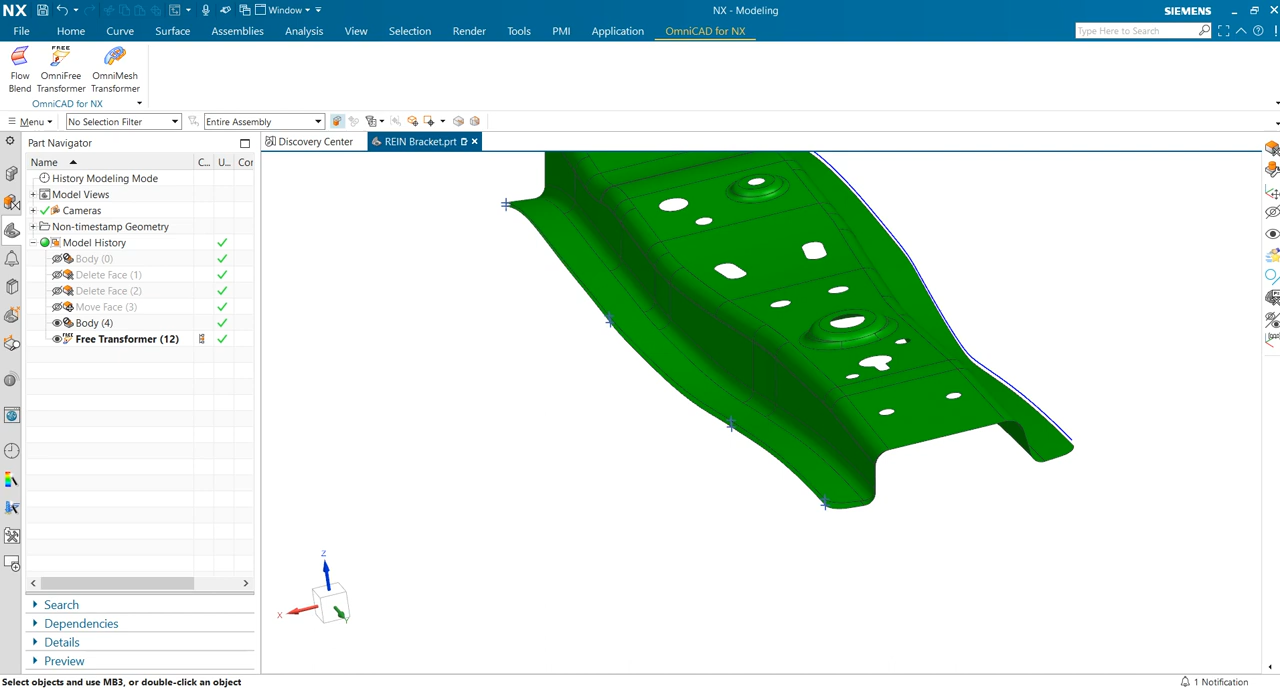 NX
Window
NX - Modeling
SIEMENS
File Home Curve Surface Assemblies Analysis View Selection Render Tools PMI Application OmniCAD for NX
Type Here to Search
FREE
Flow Blend
OmniFree Transformer
OmniMesh Transformer
OmniCAD for NX
Menu
No Selection Filter
Entire Assembly
Part Navigator
Discovery Center
REIN Bracket.prt
Name C... U... Cor
History Modeling Mode
Model Views
Cameras
Non-timestamp Geometry
Model History
Body (0)
Delete Face (1)
Delete Face (2)
Move Face (3)
Body (4)
Free Transformer (12)
Z
X
Search
Dependencies
Details
Preview
Select objects and use MB3, or double-click an object
1 Notification